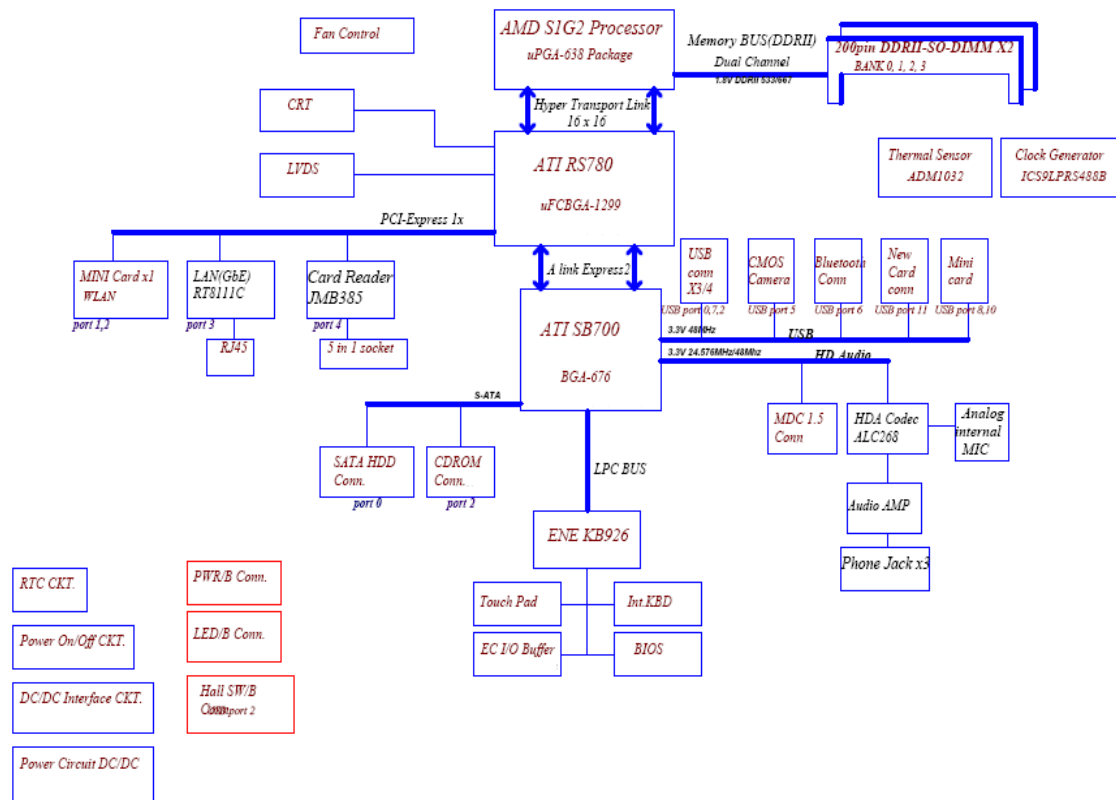 Fan Control
AMD S1G2 Processor
uPGA-638 Package
Memory BUS(DDRII)
Dual Channel
1.8V DDRII 533/667
200pin DDRII-SO-DIMM X2
BANK 0, 1, 2, 3
Hyper Transport Link
16 x 16
CRT
LVDS
ATI RS780
uFCBGA-1299
Thermal Sensor
ADM1032
Clock Generator
ICS9LPRS488B
PCI-Express 1x
A link Express2
MINI Card x1
WLAN
port 1,2
LAN(GbE)
RT8111C
port 3
RJ45
Card Reader
JMB385
port 4
5 in 1 socket
USB
conn
X3/4
USB port 0,7,2
CMOS
Camera
USB port 5
Bluetooth
Conn
USB port 6
New
Card
conn
USB port 11
Mini
card
USB port 8,10
ATI SB700
BGA-676
3.3V 48MHz
USB
3.3V 24.576MHz/48Mhz
HD Audio
S-ATA
SATA HDD
Conn.
port 0
CDROM
Conn.
port 2
LPC BUS
MDC 1.5
Conn
HDA Codec
ALC268
Analog
internal
MIC
Audio AMP
Phone Jack x3
ENE KB926
Touch Pad
Int.KBD
EC I/O Buffer
BIOS
RTC CKT.
Power On/Off CKT.
DC/DC Interface CKT.
Power Circuit DC/DC
PWR/B Conn.
LED/B Conn.
Hall SW/B
port 2